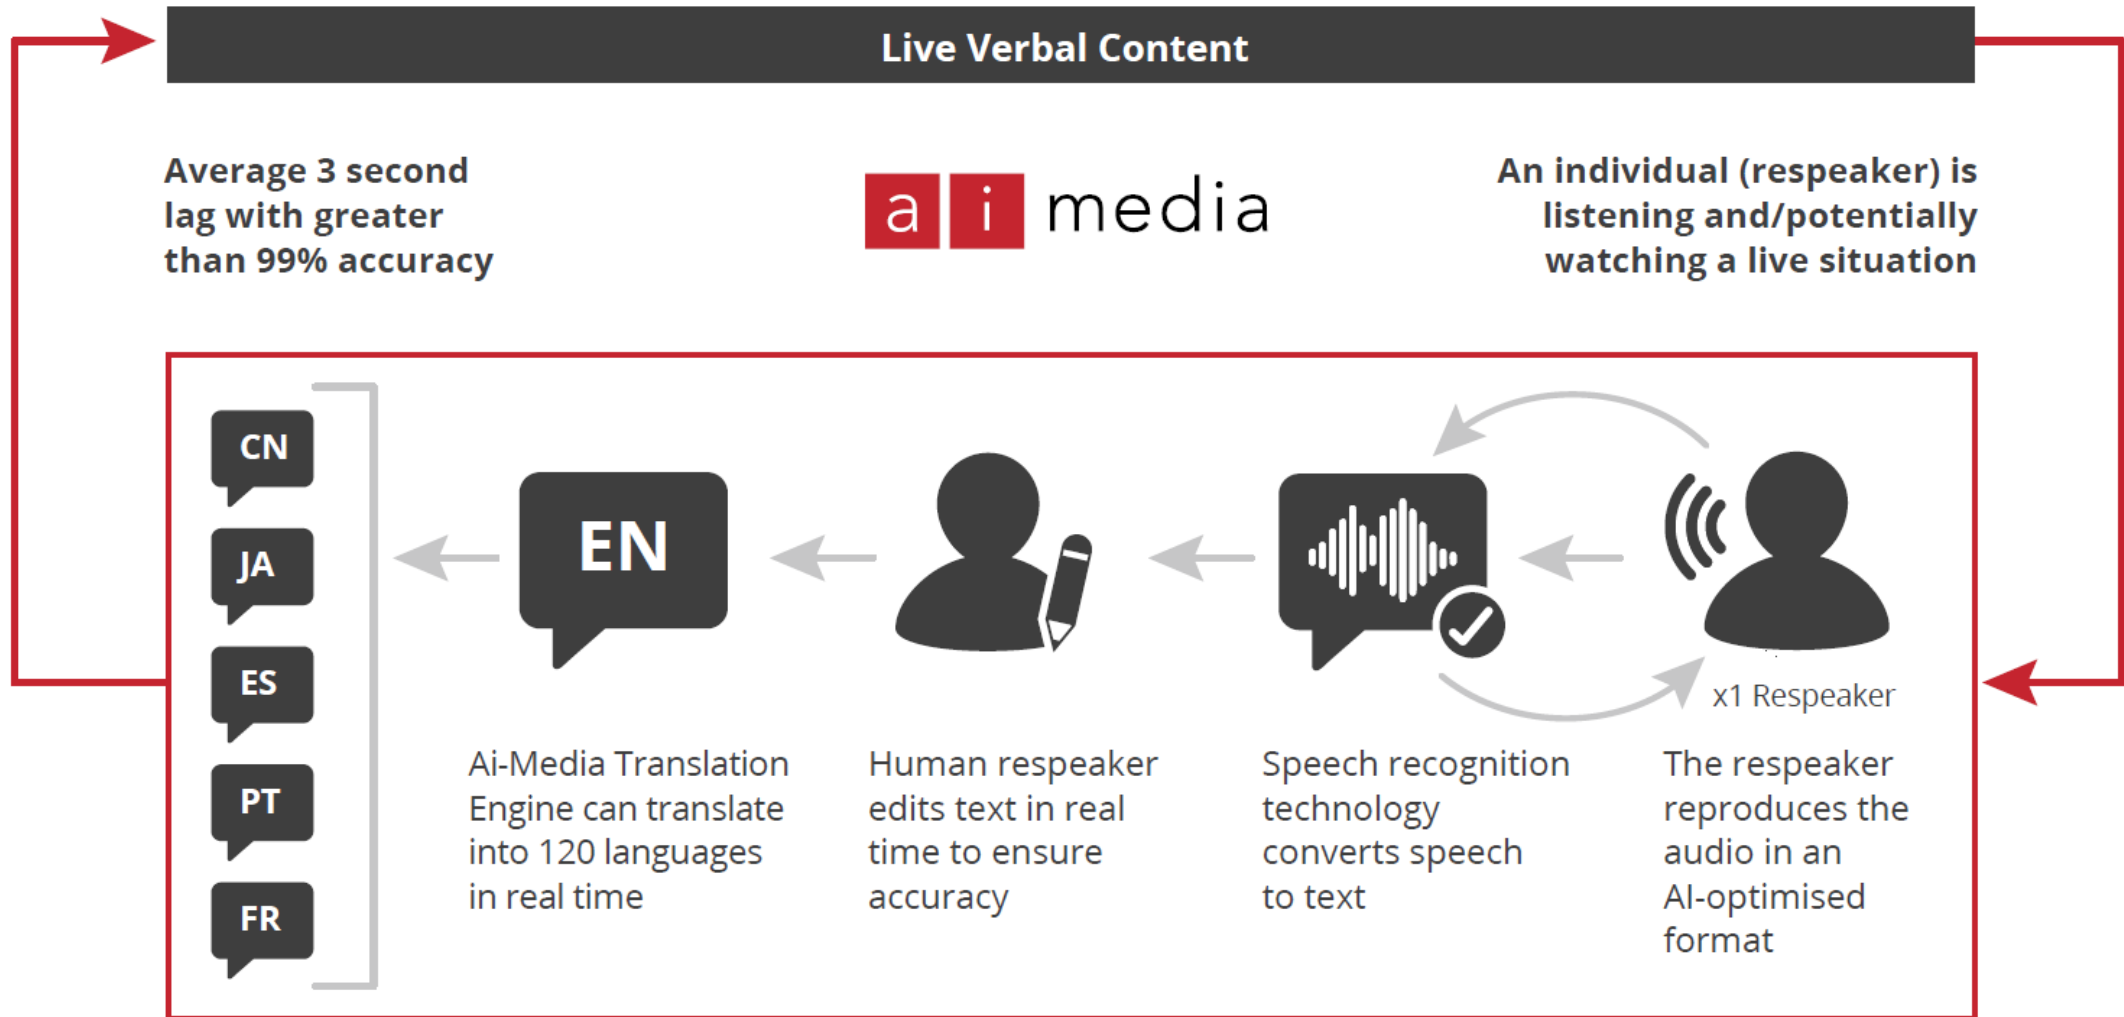 Live Verbal Content
Average 3 second
lag with greater
than 99% accuracy
ai media
An individual (respeaker) is
listening and/potentially
watching a live situation
CN
JA
ES
PT
FR
EN
x1 Respeaker
Ai-Media Translation
Engine can translate
into 120 languages
in real time
Human respeaker
edits text in real
time to ensure
accuracy
Speech recognition
technology
converts speech
to text
The respeaker
reproduces the
audio in an
AI-optimised
format